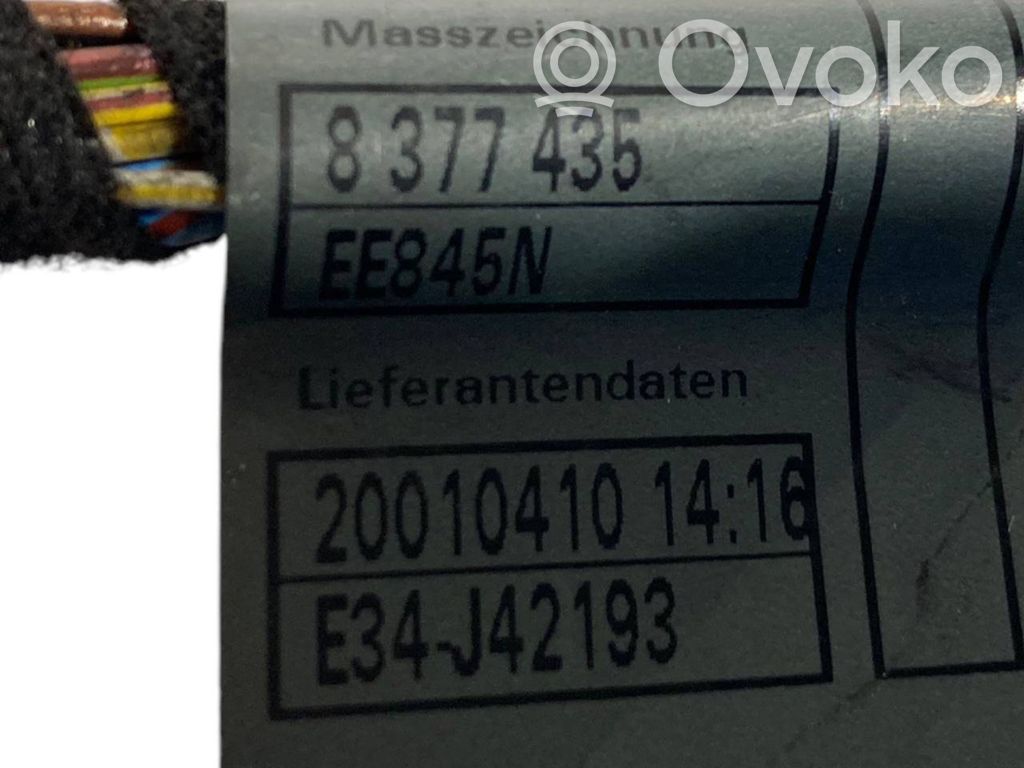 Masszeichnung
Ovoko
8 377 435
EE845N
Lieferantendaten
20010410 14:16
E34-J42193